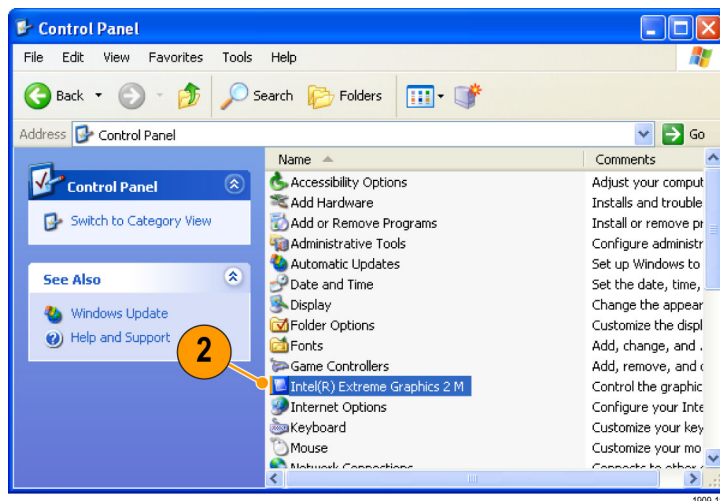 Control Panel
File Edit View Favorites Tools Help
Back Search Folders
Address Control Panel Go
Name Comments
Control Panel
Switch to Category View
See Also
Windows Update
Help and Support
2
Accessibility Options Adjust your comput
Add Hardware Installs and trouble
Add or Remove Programs Install or remove pr
Administrative Tools Configure administr
Automatic Updates Set up Windows to
Date and Time Set the date, time,
Display Change the appear
Folder Options Customize the displ
Fonts Add, change, and
Game Controllers Add, remove, and c
Intel(R) Extreme Graphics 2 M Control the graphic
Internet Options Configure your Inte
Keyboard Customize your key
Mouse Customize your mo
Network Connections Connects to other